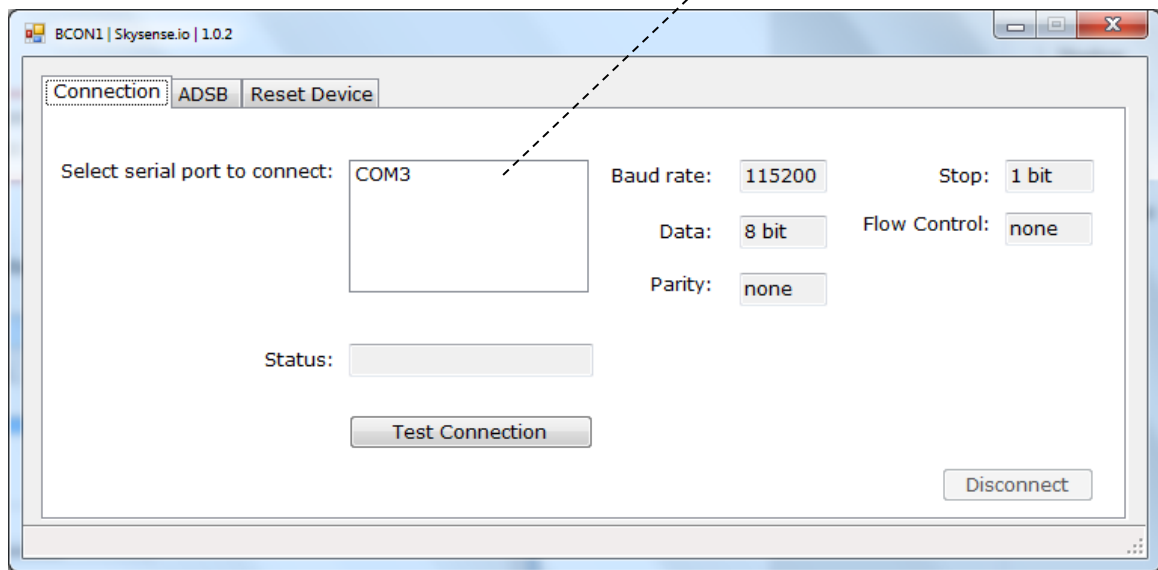 BCON1 | Skysense.io | 1.0.2
Connection ADSB Reset Device
Select serial port to connect: COM3 Baud rate: 115200 Stop: 1 bit
Data: 8 bit Flow Control: none
Parity: none
Status:
Test Connection
Disconnect